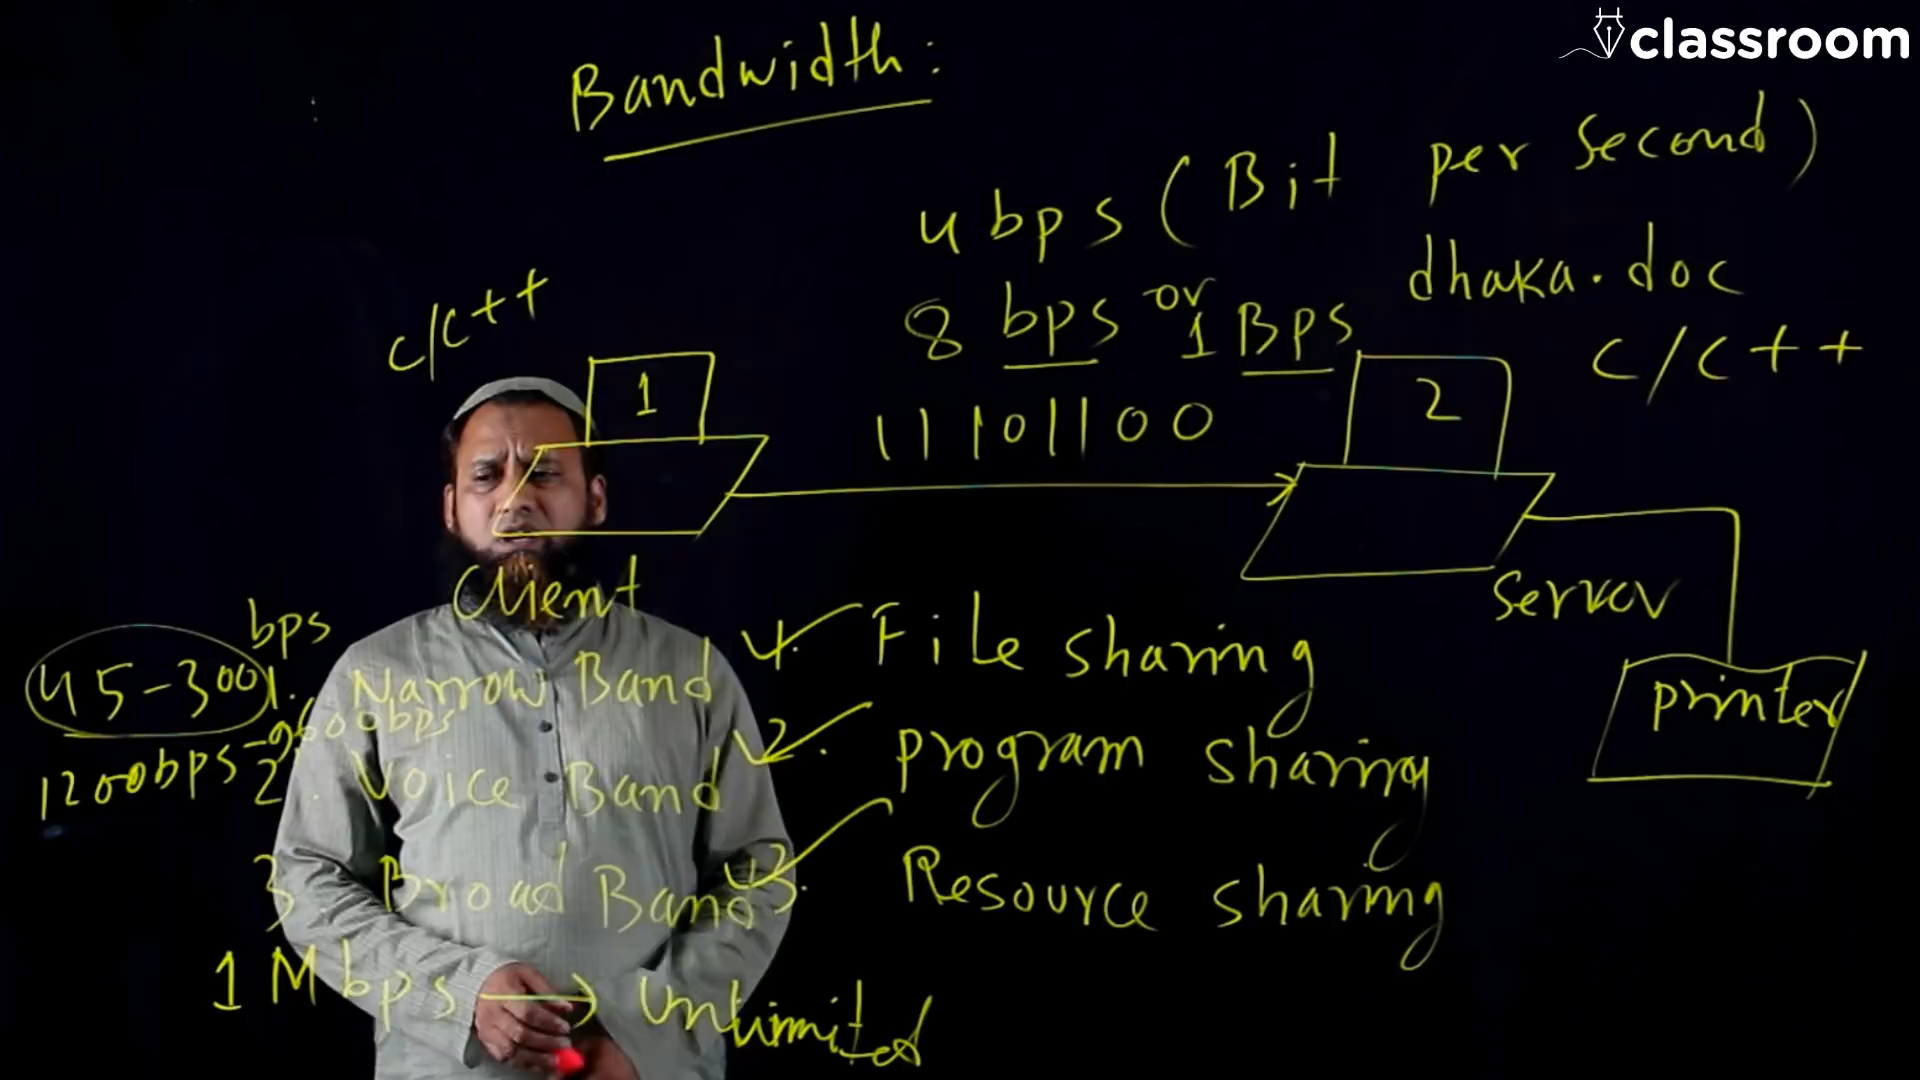 classroom
Bandwidth:
4 bps (Bit per second)
dhaka.doc
8 bps or 1 Bps
C/C++
C/C++
1
2
11101100
Client
Server
bps
45-300
1. Narrow Band
1200bps-9600bps
2. Voice Band
3. Broad Band
1 Mbps → Unlimited
1. File sharing
2. program sharing
3. Resource sharing
printer